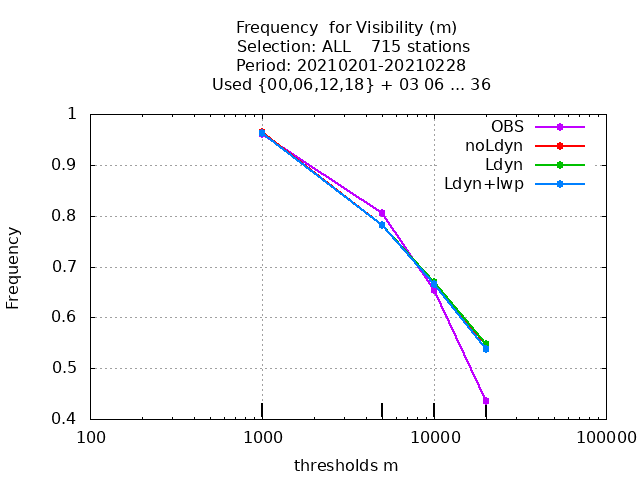 Frequency  for Visibility (m)
Selection: ALL    715 stations
Period: 20210201-20210228
Used {00,06,12,18} + 03 06 ... 36
OBS
noLdyn
Ldyn
Ldyn+lwp
1
0.9
0.8
0.7
0.6
0.5
0.4
Frequency
100
1000
10000
100000
thresholds m